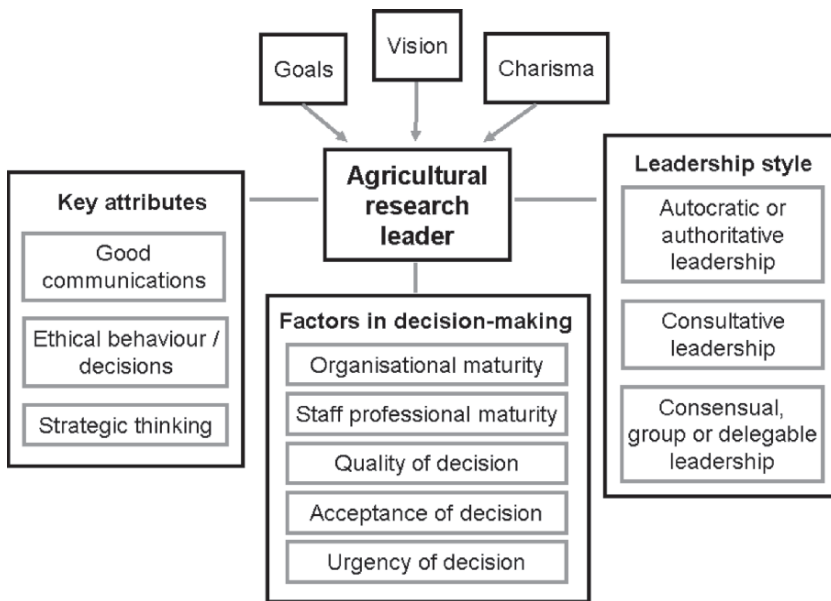 Goals
Vision
Charisma
Agricultural
research
leader
Key attributes
Good
communications
Ethical behaviour /
decisions
Strategic thinking
Factors in decision-making
Organisational maturity
Staff professional maturity
Quality of decision
Acceptance of decision
Urgency of decision
Leadership style
Autocratic or
authoritative
leadership
Consultative
leadership
Consensual,
group or delegable
leadership